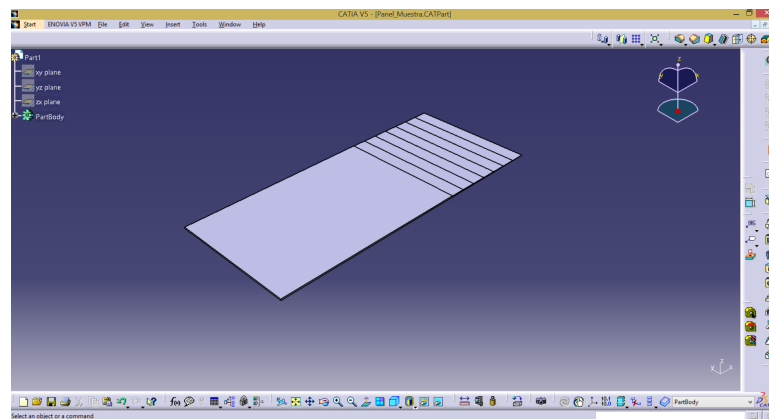 CATIA V5 - [Panel_Muestra.CATPart]
Start ENOVIA V5 VPM File Edit View Insert Tools Window Help
Part1
xy plane
yz plane
zx plane
PartBody
z
y x
z
x
f(x)
PartBody
Select an object or a command